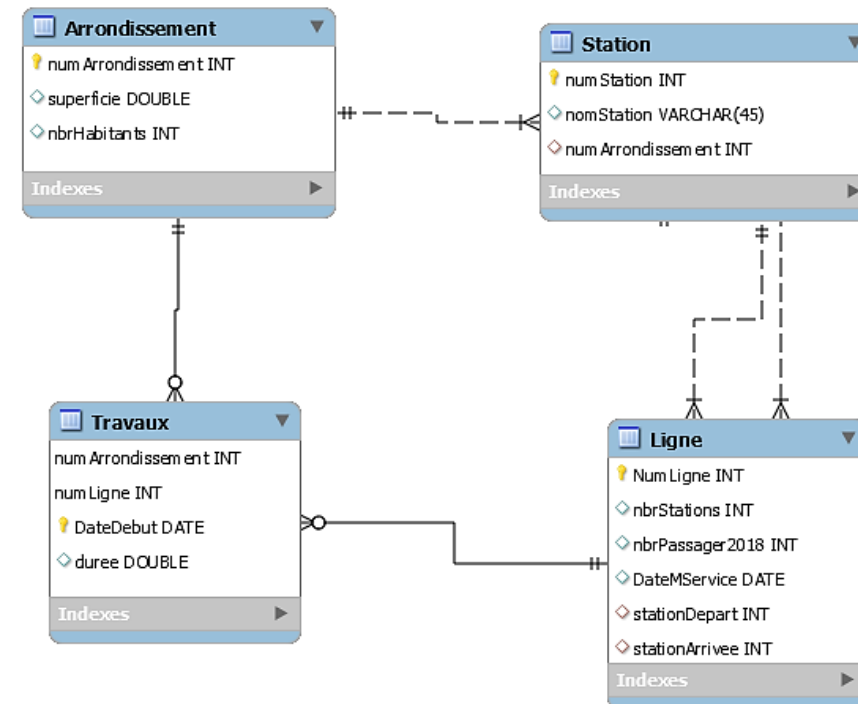 Arrondissement
numArrondissement INT
superficie DOUBLE
nbrHabitants INT
Indexes
Station
numStation INT
nomStation VARCHAR(45)
numArrondissement INT
Indexes
Travaux
numArrondissement INT
numLigne INT
DateDebut DATE
duree DOUBLE
Indexes
Ligne
NumLigne INT
nbrStations INT
nbrPassager2018 INT
DateMService DATE
stationDepart INT
stationArrivee INT
Indexes